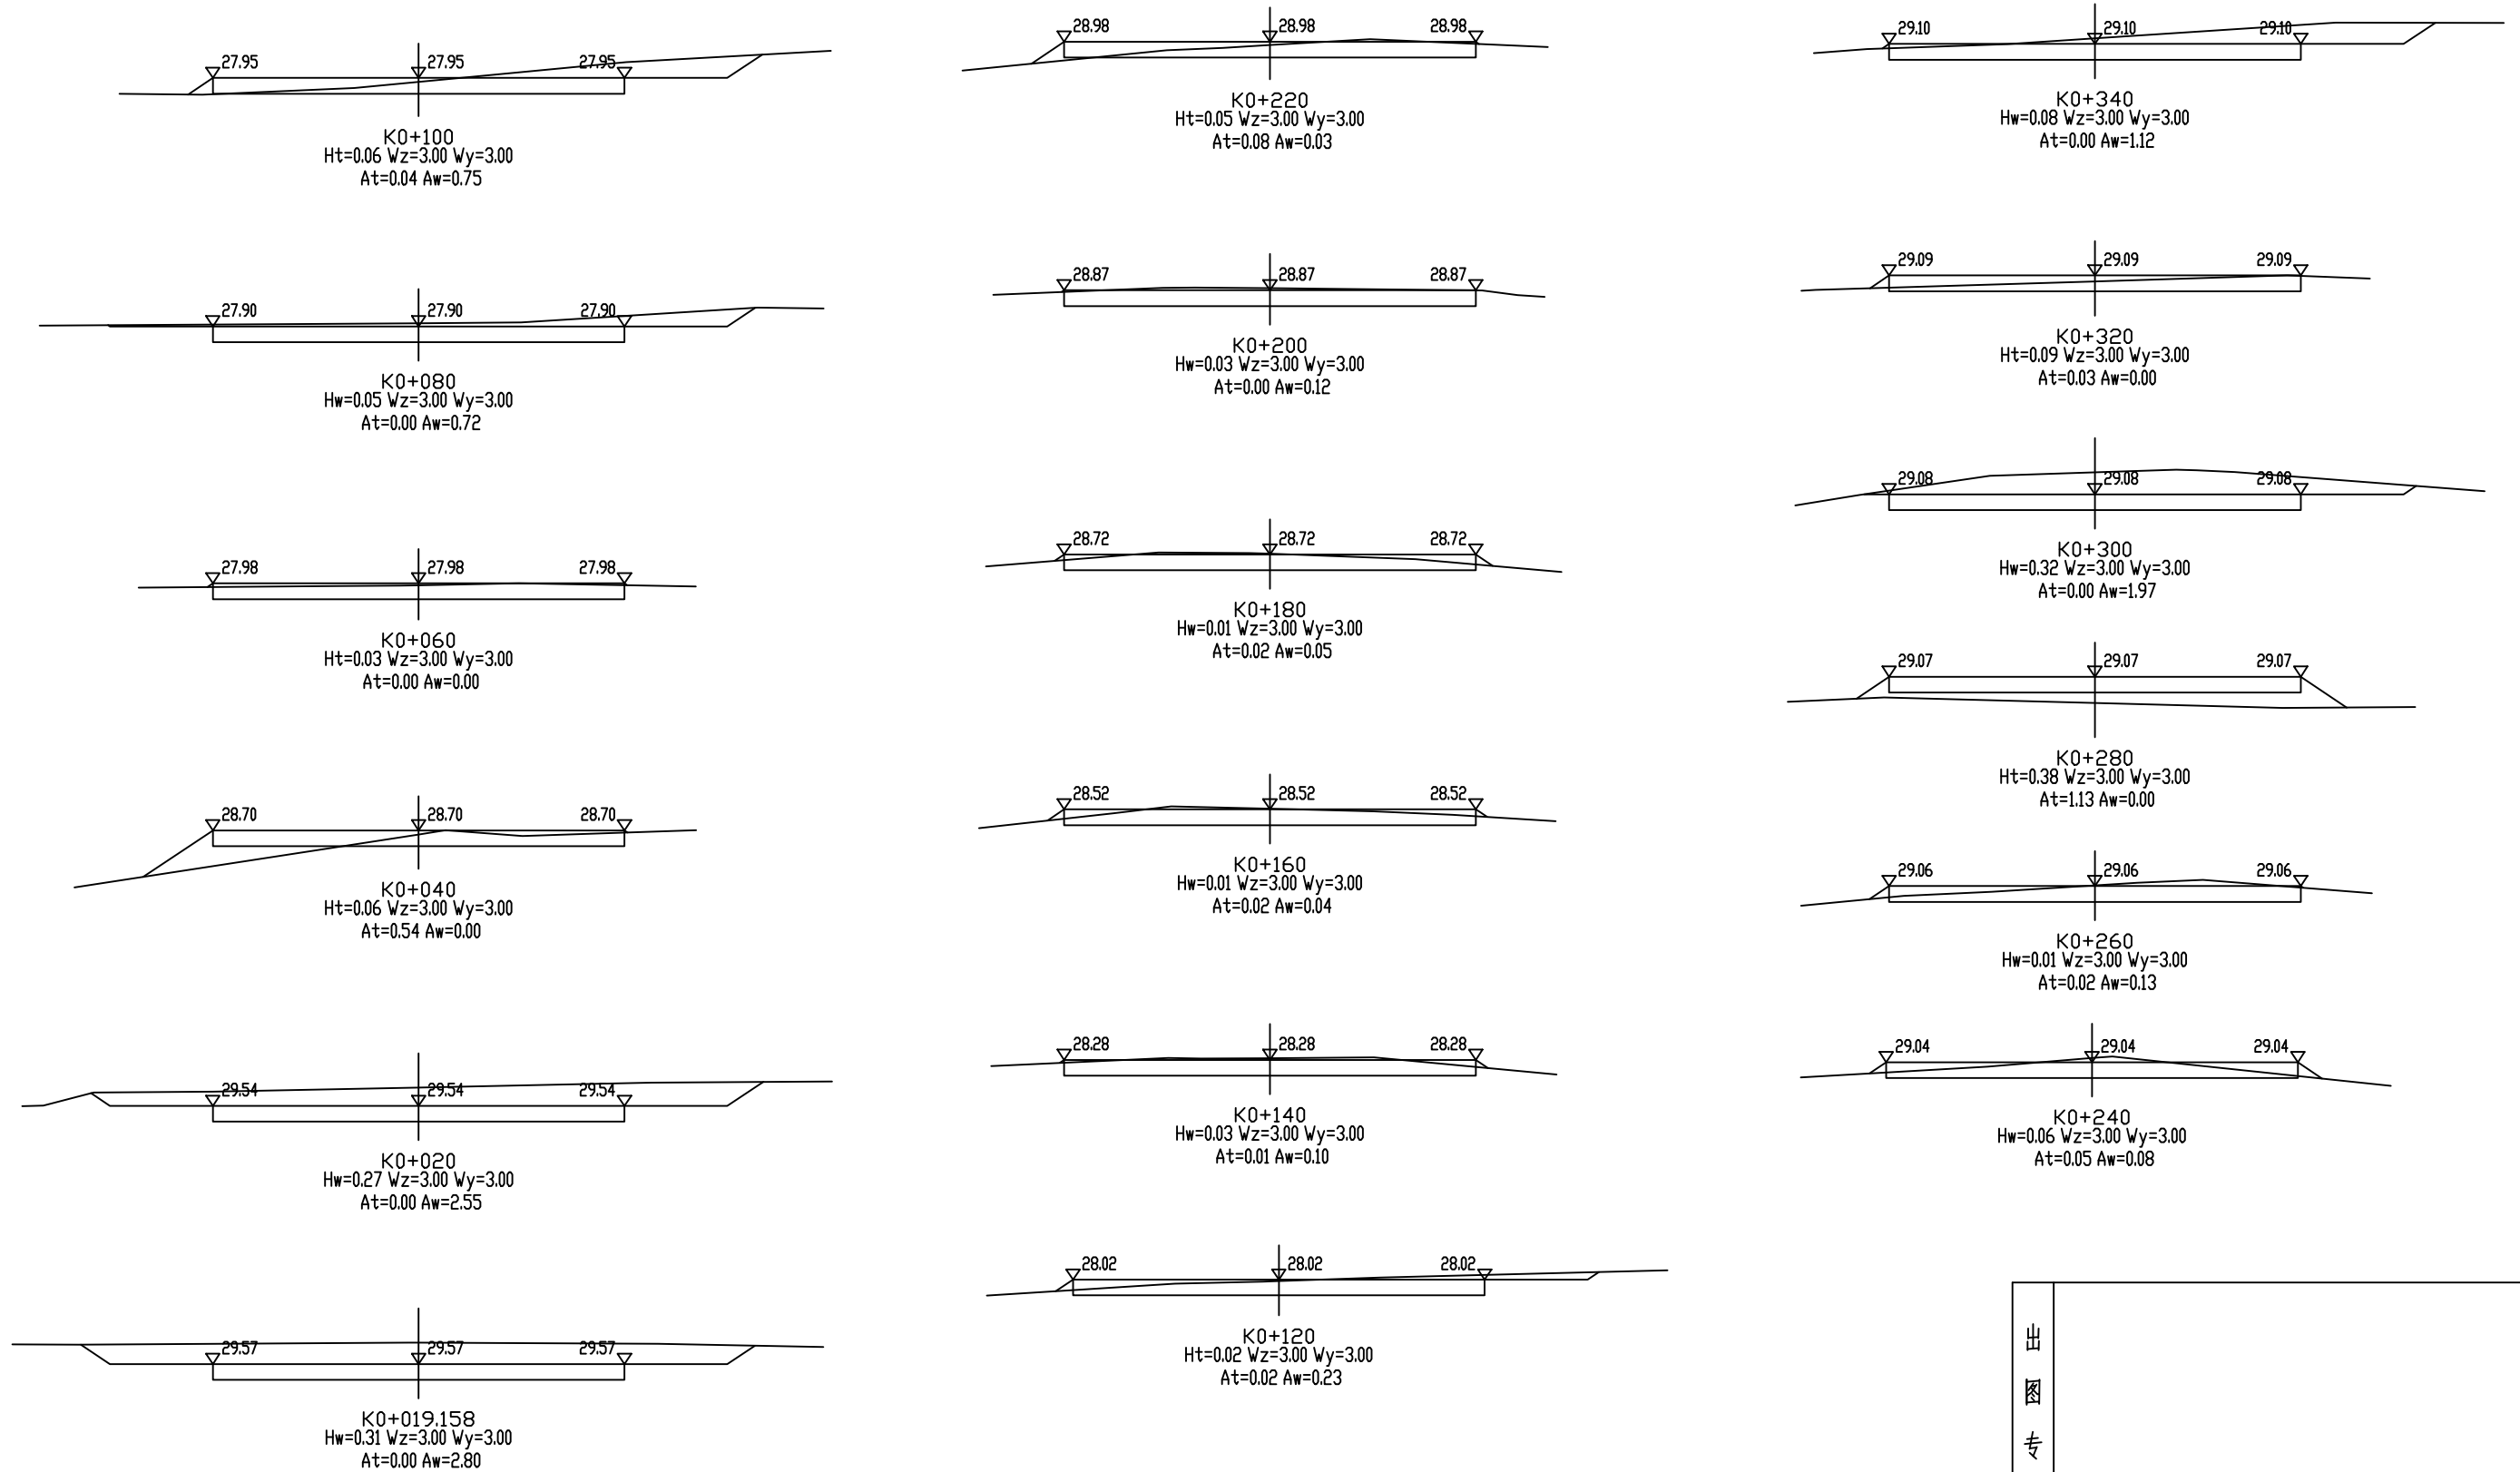 27.95 27.95 27.95
K0+100
Ht=0.06 Wz=3.00 Wy=3.00
At=0.04 Aw=0.75
27.90 27.90 27.90
K0+080
Hw=0.05 Wz=3.00 Wy=3.00
At=0.00 Aw=0.72
27.98 27.98 27.98
K0+060
Ht=0.03 Wz=3.00 Wy=3.00
At=0.00 Aw=0.00
28.70 28.70 28.70
K0+040
Ht=0.06 Wz=3.00 Wy=3.00
At=0.54 Aw=0.00
29.54 29.54 29.54
K0+020
Hw=0.27 Wz=3.00 Wy=3.00
At=0.00 Aw=2.55
29.57 29.57 29.57
K0+019.158
Hw=0.31 Wz=3.00 Wy=3.00
At=0.00 Aw=2.80
28.98 28.98 28.98
K0+220
Ht=0.05 Wz=3.00 Wy=3.00
At=0.08 Aw=0.03
28.87 28.87 28.87
K0+200
Hw=0.03 Wz=3.00 Wy=3.00
At=0.00 Aw=0.12
28.72 28.72 28.72
K0+180
Hw=0.01 Wz=3.00 Wy=3.00
At=0.02 Aw=0.05
28.52 28.52 28.52
K0+160
Hw=0.01 Wz=3.00 Wy=3.00
At=0.02 Aw=0.04
28.28 28.28 28.28
K0+140
Hw=0.03 Wz=3.00 Wy=3.00
At=0.01 Aw=0.10
28.02 28.02 28.02
K0+120
Ht=0.02 Wz=3.00 Wy=3.00
At=0.02 Aw=0.23
29.10 29.10 29.10
K0+340
Hw=0.08 Wz=3.00 Wy=3.00
At=0.00 Aw=1.12
29.09 29.09 29.09
K0+320
Ht=0.09 Wz=3.00 Wy=3.00
At=0.03 Aw=0.00
29.08 29.08 29.08
K0+300
Hw=0.32 Wz=3.00 Wy=3.00
At=0.00 Aw=1.97
29.07 29.07 29.07
K0+280
Ht=0.38 Wz=3.00 Wy=3.00
At=1.13 Aw=0.00
29.06 29.06 29.06
K0+260
Hw=0.01 Wz=3.00 Wy=3.00
At=0.02 Aw=0.13
29.04 29.04 29.04
K0+240
Hw=0.06 Wz=3.00 Wy=3.00
At=0.05 Aw=0.08
出图专